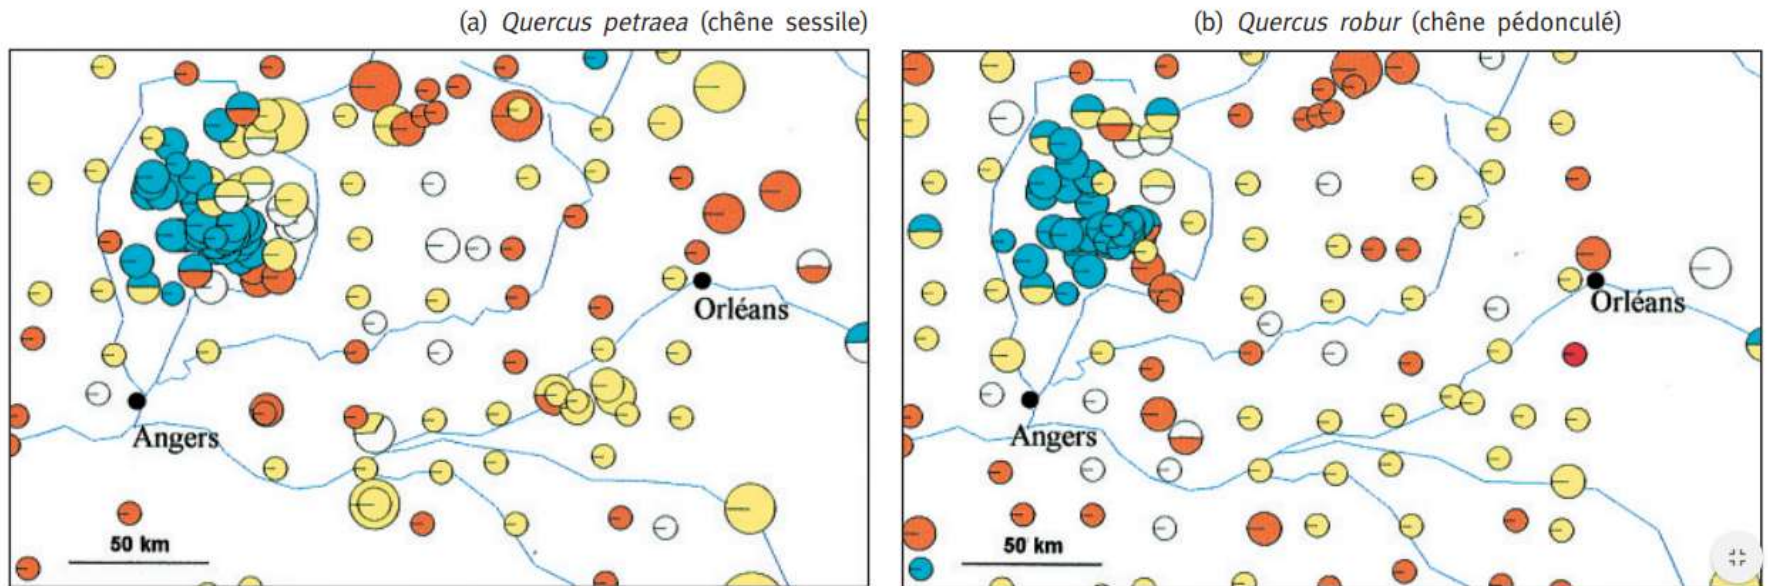 (a) Quercus petraea (chêne sessile)
(b) Quercus robur (chêne pédonculé)
Orléans
Angers
50 km
Orléans
Angers
50 km